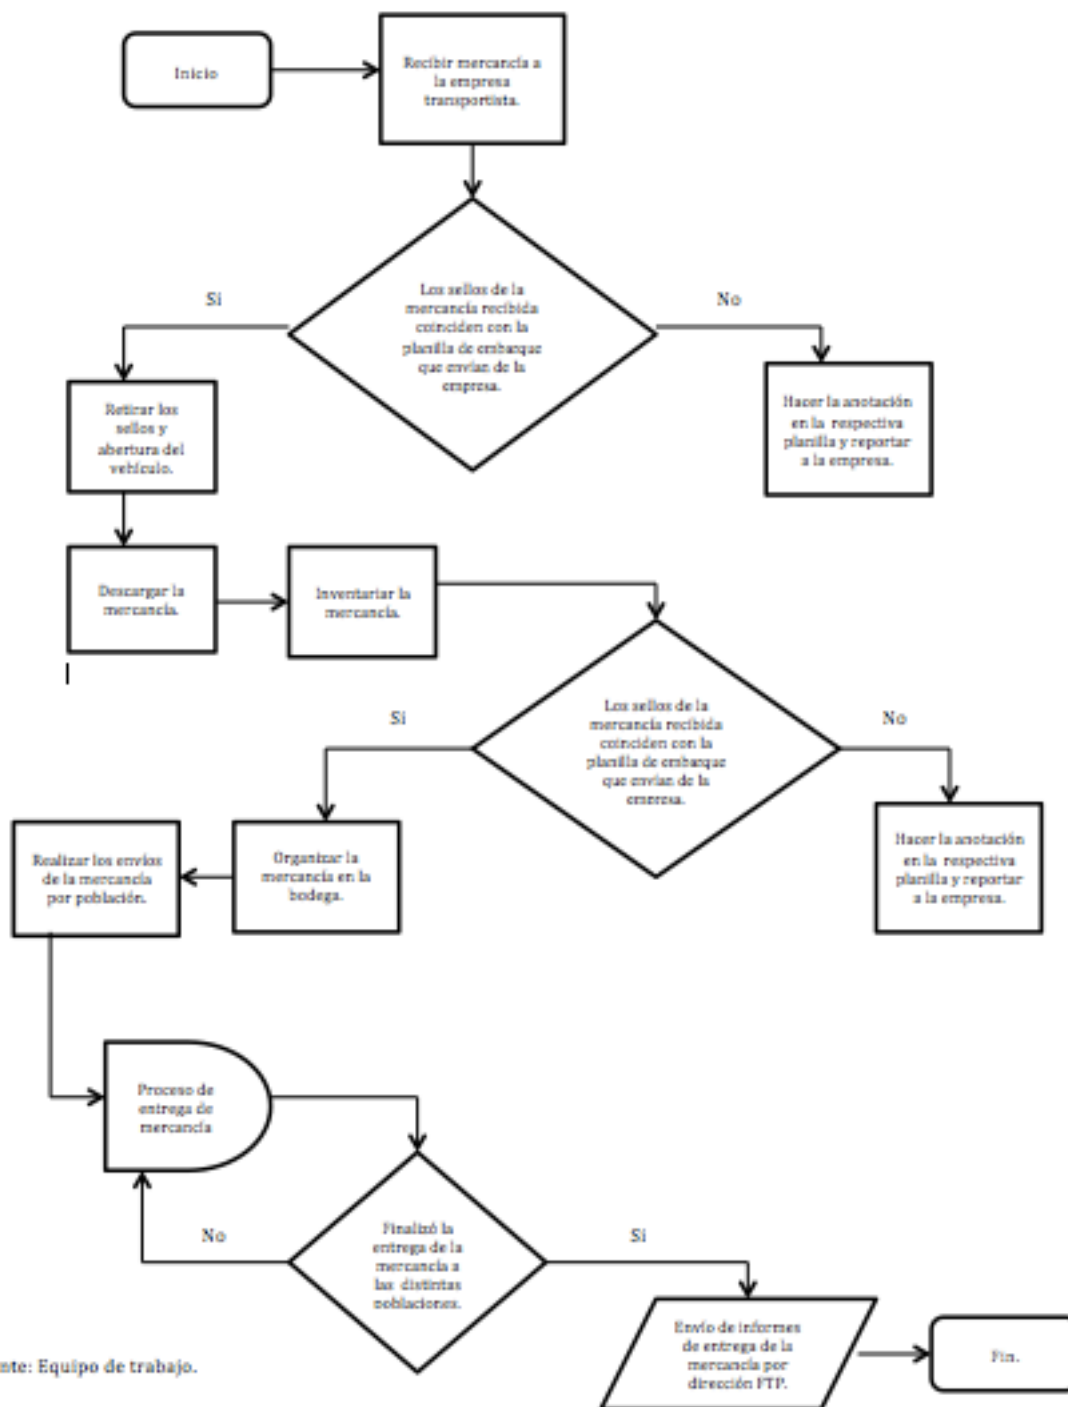 Inicio
Recibir mercancía a
la empresa
transportista.
Los sellos de la
mercancía recibida
coinciden con la
planilla de embarque
que envían de la
empresa.
Si
No
Retirar los
sellos y
abertura del
vehículo.
Hacer la anotación
en la respectiva
planilla y reportar
a la empresa.
Descargar la
mercancía.
Inventariar la
mercancía.
Los sellos de la
mercancía recibida
coinciden con la
planilla de embarque
que envían de la
empresa.
Si
No
Realizar los envíos
de la mercancía
por población.
Organizar la
mercancía en la
bodega.
Hacer la anotación
en la respectiva
planilla y reportar
a la empresa.
Proceso de
entrega de
mercancía
Finalizó la
entrega de la
mercancía a
las distintas
poblaciones.
No
Si
Envío de informes
de entrega de la
mercancía por
dirección FTP.
Fin.
nte: Equipo de trabajo.